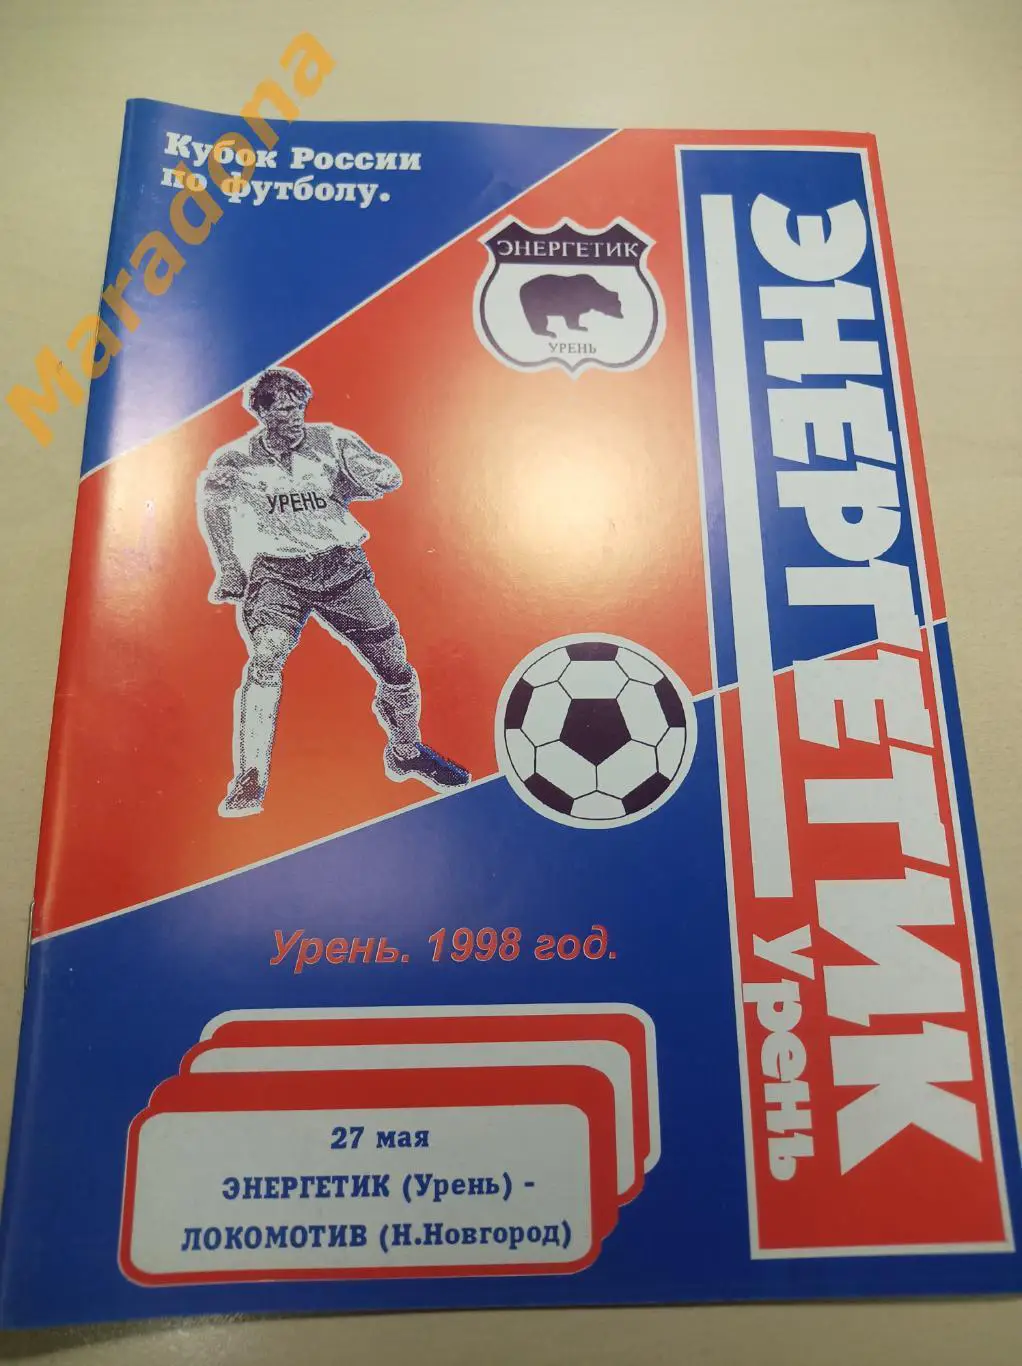 Maradona
Кубок России
по футболу.
ЭНЕРГЕТИК
УРЕНЬ
УРЕНЬ
ЭНЕРГЕТИК
Урень
Урень. 1998 год.
27 мая
ЭНЕРГЕТИК (Урень) -
ЛОКОМОТИВ (Н.Новгород)